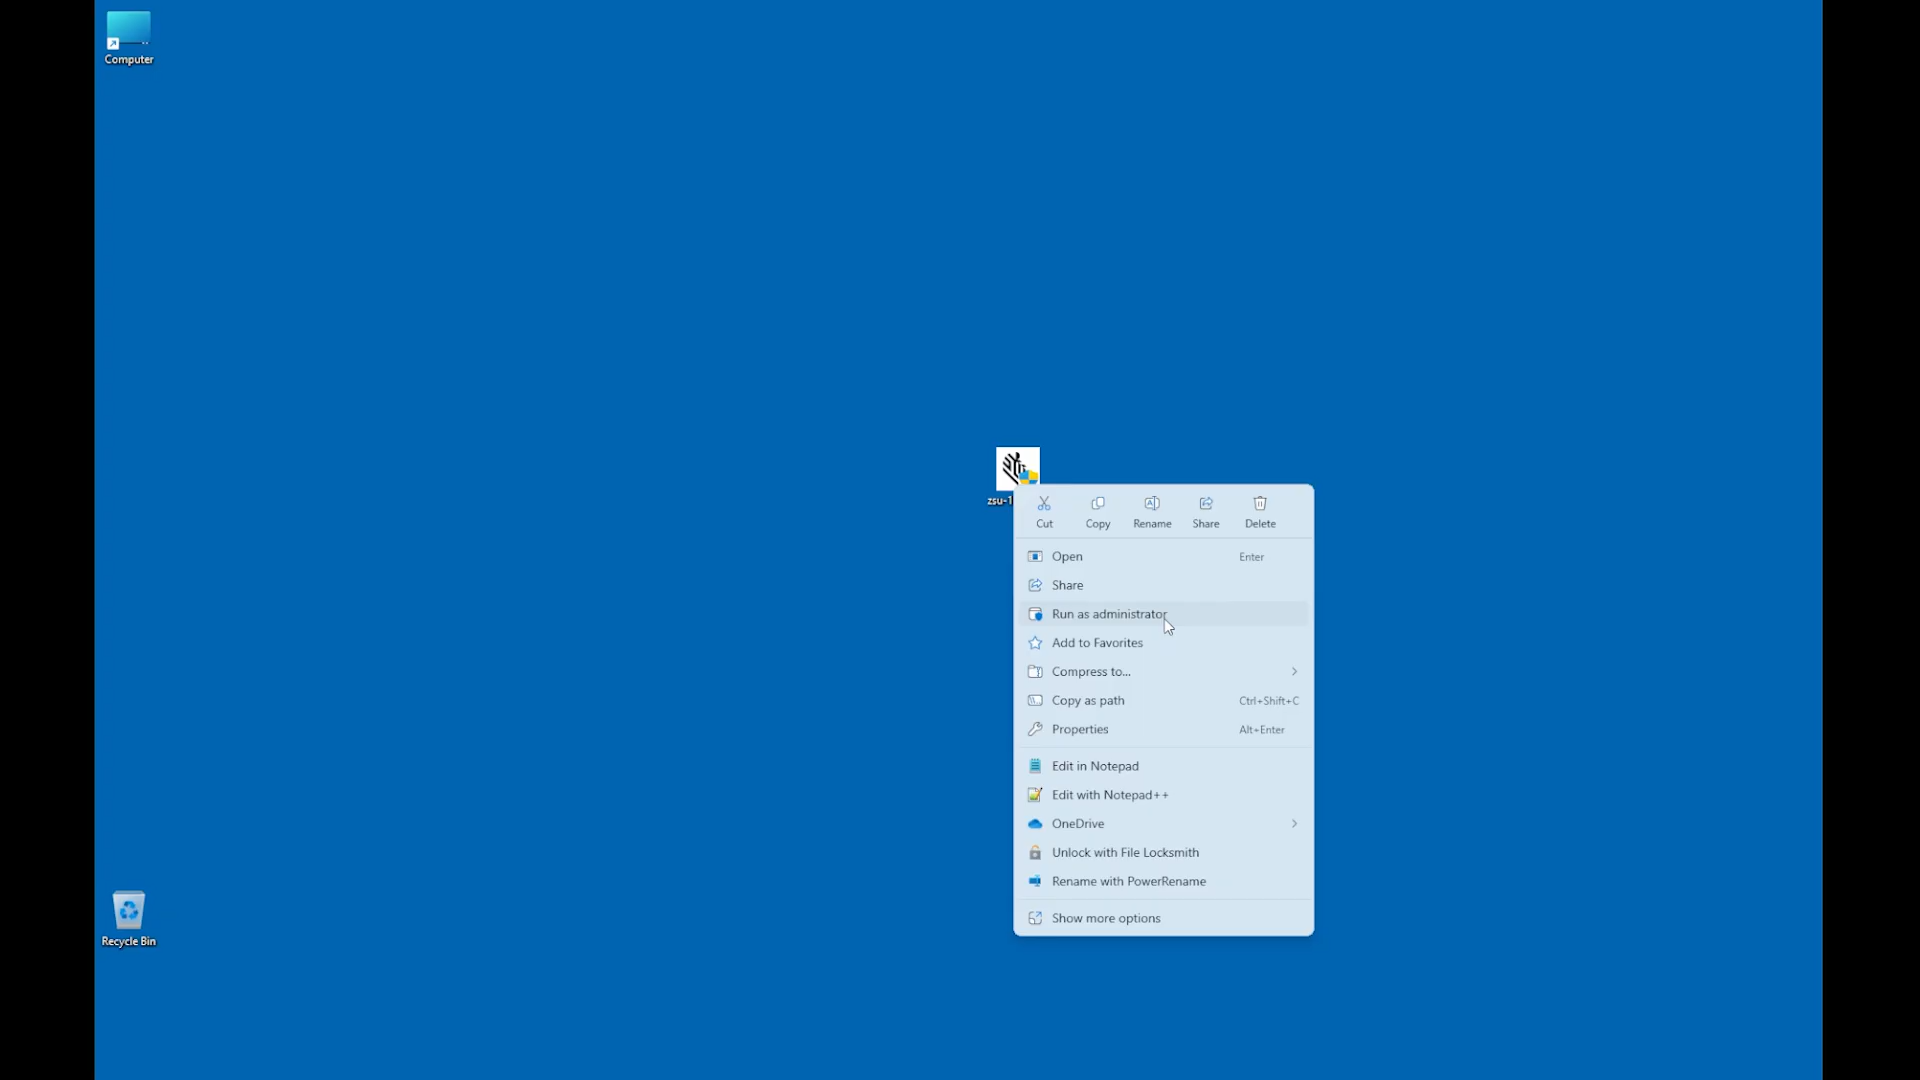 Computer
zsu-1
Cut Copy Rename Share Delete
Open Enter
Share
Run as administrator
Add to Favorites
Compress to...
Copy as path Ctrl+Shift+C
Properties Alt+Enter
Edit in Notepad
Edit with Notepad++
OneDrive
Unlock with File Locksmith
Rename with PowerRename
Show more options
Recycle Bin